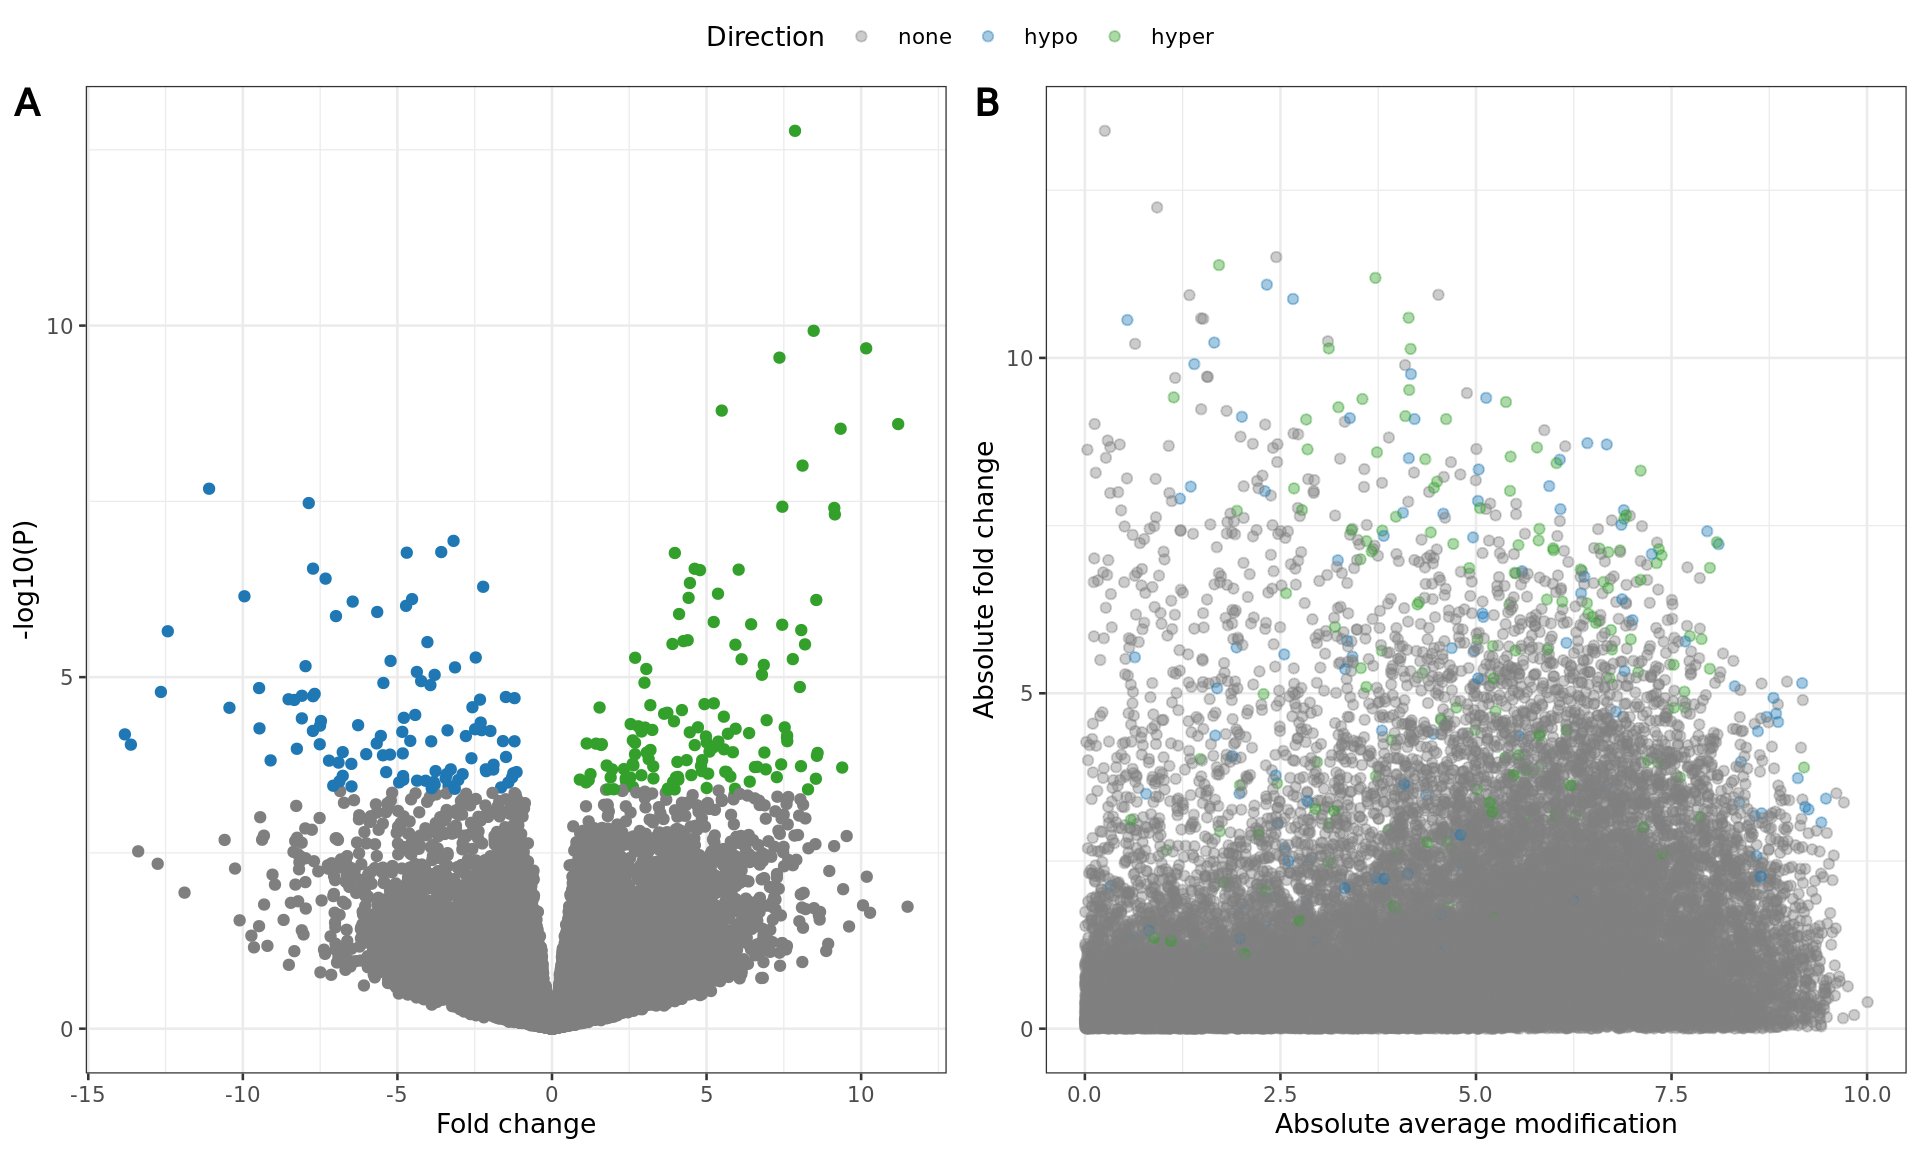 Direction none hypo hyper
A
-log10(P)
10
5
0
-15 -10 -5 0 5 10
Fold change
B
Absolute fold change
10
5
0
0.0 2.5 5.0 7.5 10.0
Absolute average modification